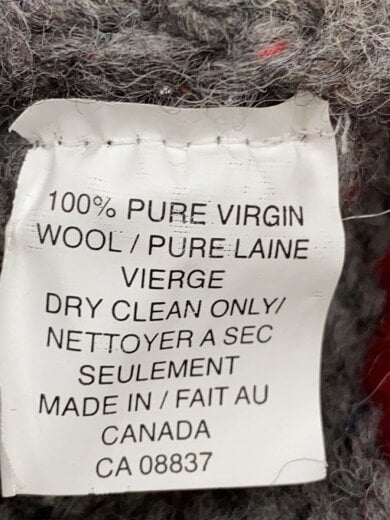 100% PURE VIRGIN
WOOL / PURE LAINE
VIERGE
DRY CLEAN ONLY/
NETTOYER A SEC
SEULEMENT
MADE IN / FAIT AU
CANADA
CA 08837